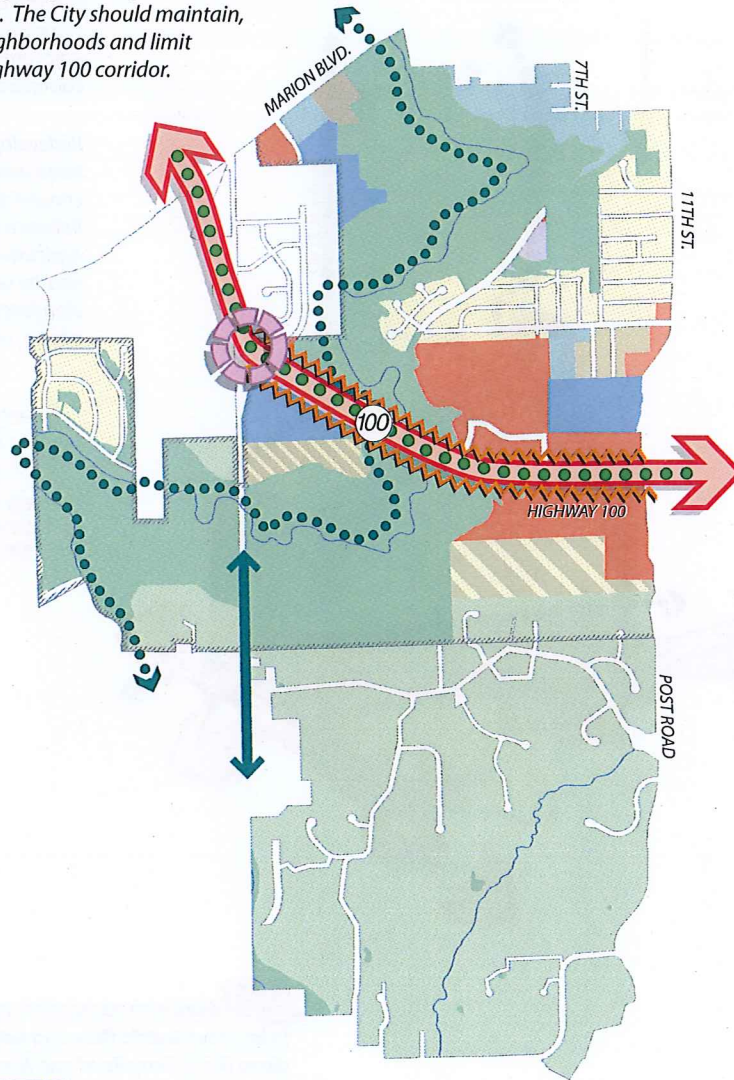 . The City should maintain,
ghborhoods and limit
ghway 100 corridor.
MARION BLVD.
7TH ST.
11TH ST.
100
HIGHWAY 100
POST ROAD